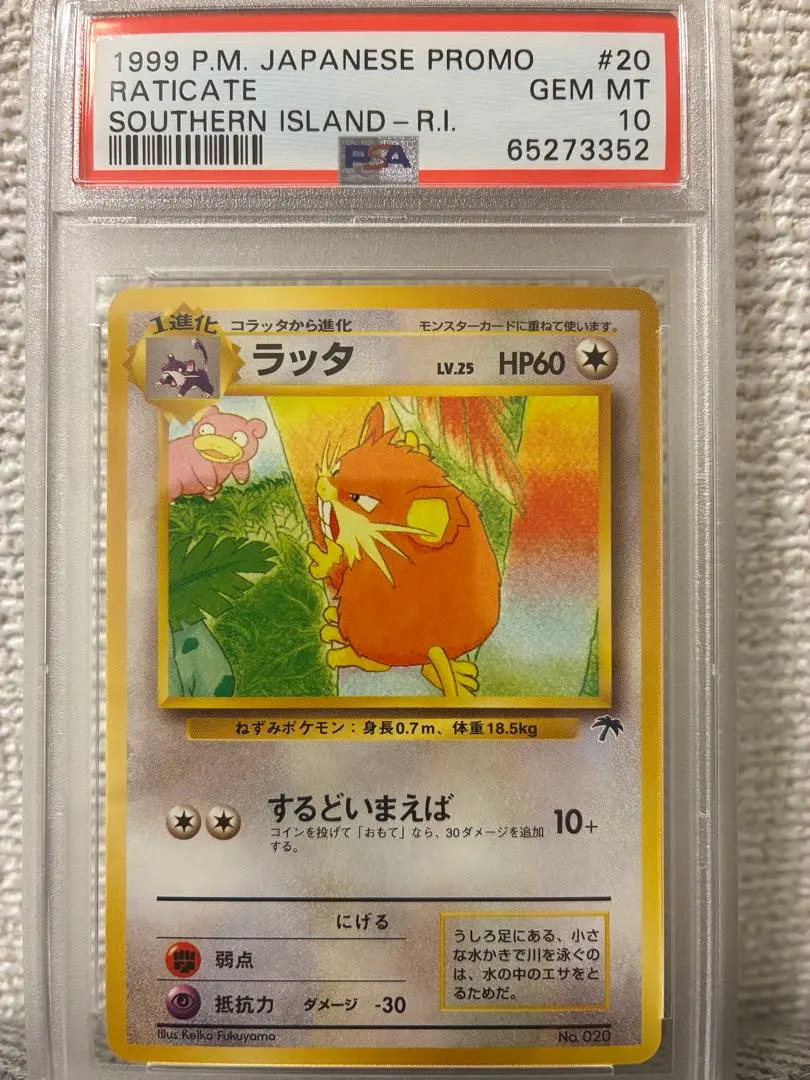 1999 P.M. JAPANESE PROMO #20
RATICATE GEM MT
SOUTHERN ISLAND-R.I. 10
PSA 65273352
1進化 コラッタから進化 モンスターカードに重ねて使います。
ラッタ LV.25 HP60
ねずみポケモン：身長0.7m、体重18.5kg
するどいまえば 10+
コインを投げて「おもて」なら、30ダメージを追加
する。
にげる
弱点
抵抗力 ダメージ -30
うしろ足にある、小さ
な水かきで川を泳ぐの
は、水の中のエサをと
るためだ。
Illus Keiko Fukuyama No. 020